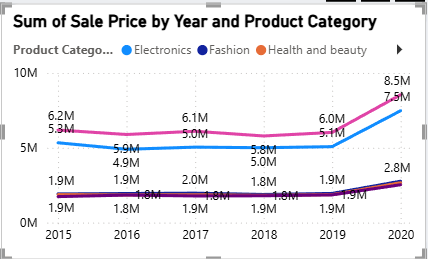 Sum of Sale Price by Year and Product Category
Product Catego... Electronics Fashion Health and beauty
10M
5M
0M
6.2M 5.9M 6.1M 5.8M 6.0M 8.5M
5.3M 4.9M 5.0M 5.0M 5.1M 7.5M
1.9M 1.9M 2.0M 1.8M 1.9M 2.8M
1.8M 1.8M 1.8M 1.9M
1.9M 1.8M 1.9M 1.9M 1.9M
2015 2016 2017 2018 2019 2020